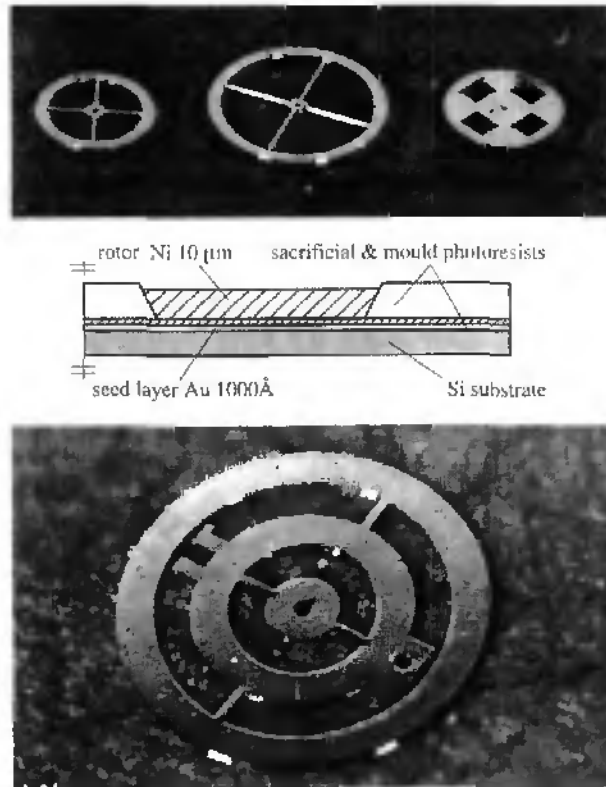 rotor Ni 10 µm sacrificial & mould photoresists
seed layer Au 1000Å Si substrate